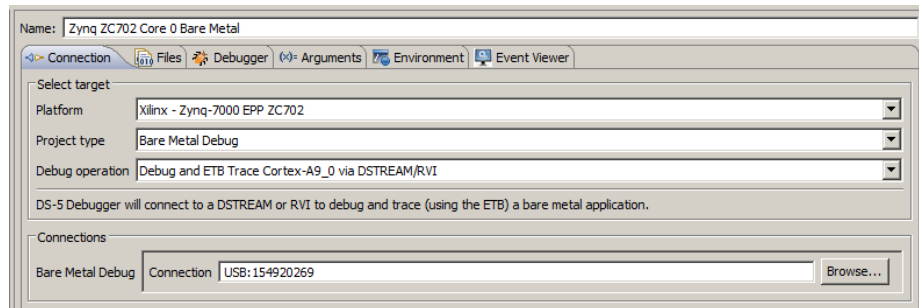 Name: Zynq ZC702 Core 0 Bare Metal
Connection Files Debugger (x)= Arguments Environment Event Viewer
Select target
Platform Xilinx - Zynq-7000 EPP ZC702
Project type Bare Metal Debug
Debug operation Debug and ETB Trace Cortex-A9_0 via DSTREAM/RVI
DS-5 Debugger will connect to a DSTREAM or RVI to debug and trace (using the ETB) a bare metal application.
Connections
Bare Metal Debug Connection USB:154920269 Browse...